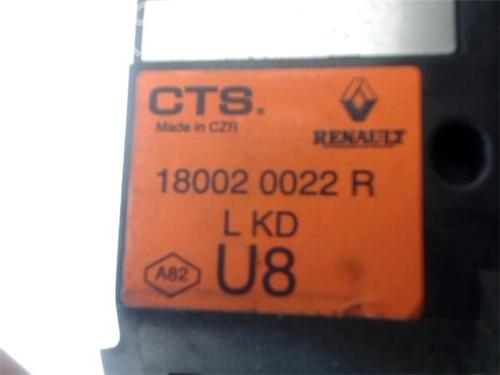 CTS.
Made in CZR
RENAULT
18002 0022 R
L KD
A82
U8